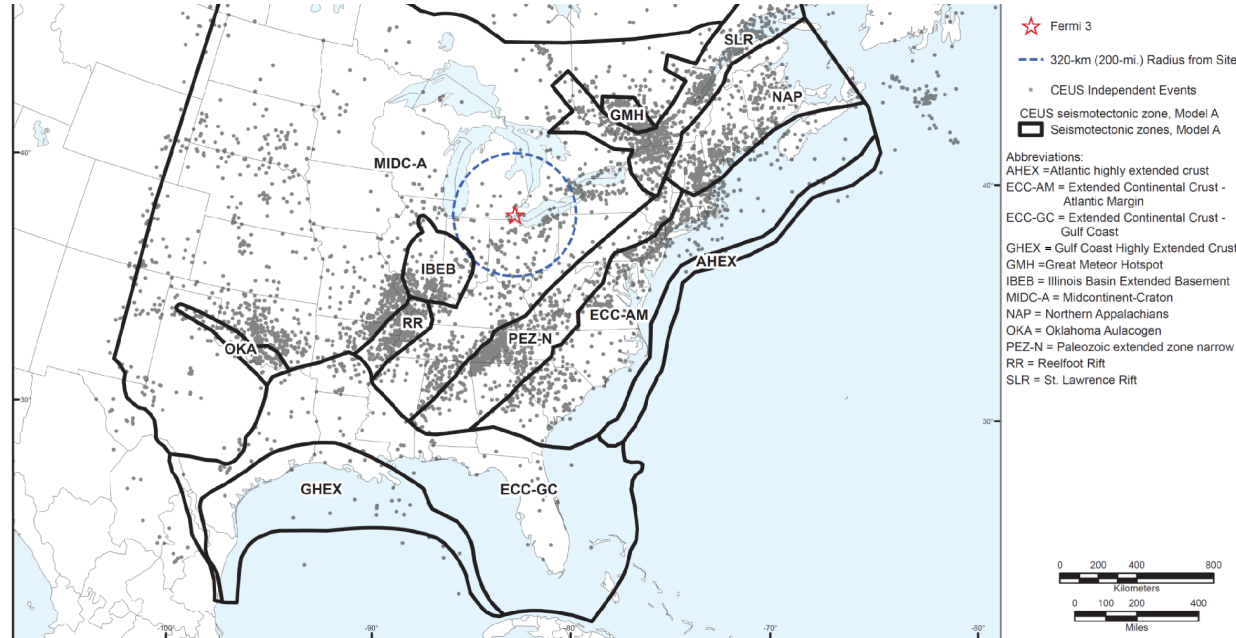 SLR
NAP
GMH
MIDC-A
40°
40°
IBEB
AHEX
ECC-AM
RR
PEZ-N
OKA
30°
30°
GHEX
ECC-GC
-100°
-90°
-80°
-70°
-60°
Fermi 3
320-km (200-mi.) Radius from Site
CEUS Independent Events
CEUS seismotectonic zone, Model A
Seismotectonic zones, Model A
Abbreviations:
AHEX =Atlantic highly extended crust
ECC-AM = Extended Continental Crust -
Atlantic Margin
ECC-GC = Extended Continental Crust -
Gulf Coast
GHEX = Gulf Coast Highly Extended Crust
GMH =Great Meteor Hotspot
IBEB = Illinois Basin Extended Basement
MIDC-A = Midcontinent-Craton
NAP = Northern Appalachians
OKA = Oklahoma Aulacogen
PEZ-N = Paleozoic extended zone narrow
RR = Reelfoot Rift
SLR = St. Lawrence Rift
0 200 400 800
Kilometers
0 100 200 400
Miles